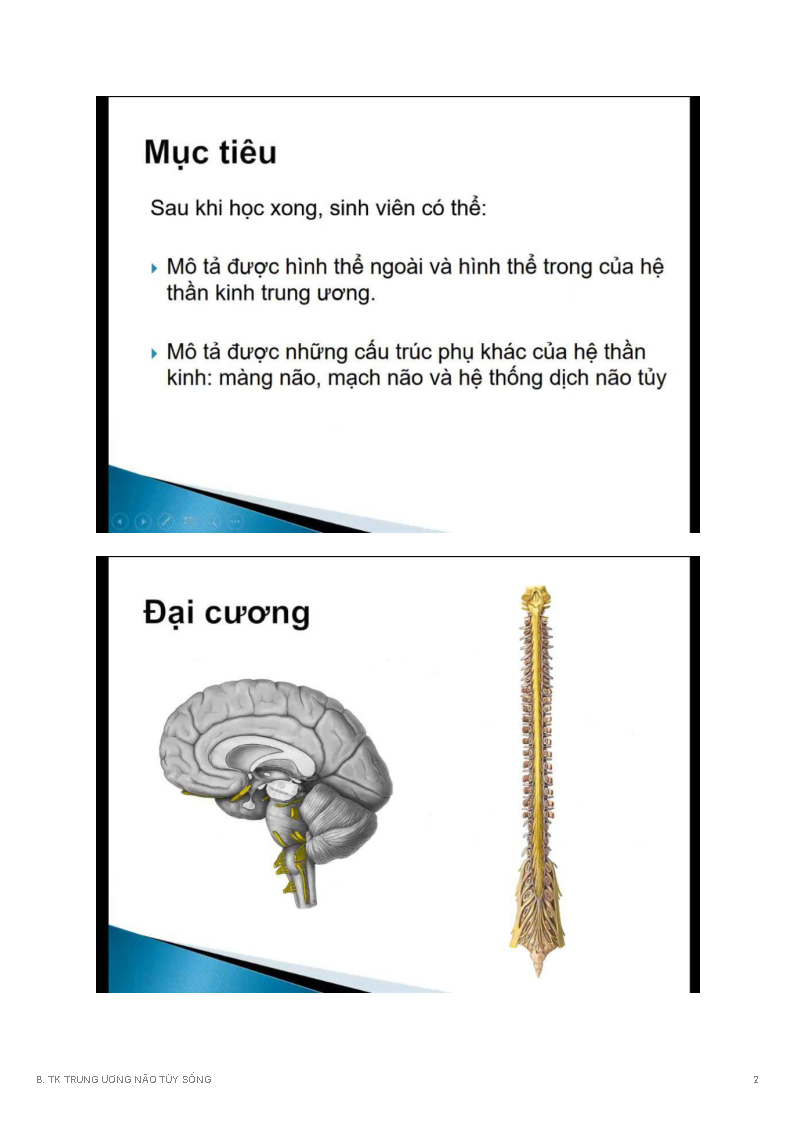 Mục tiêu
Sau khi học xong, sinh viên có thể:
Mô tả được hình thể ngoài và hình thể trong của hệ
thần kinh trung ương.
Mô tả được những cấu trúc phụ khác của hệ thần
kinh: màng não, mạch não và hệ thống dịch não tủy
Đại cương
B. TK TRUNG ƯƠNG NÃO TỦY SỐNG
2